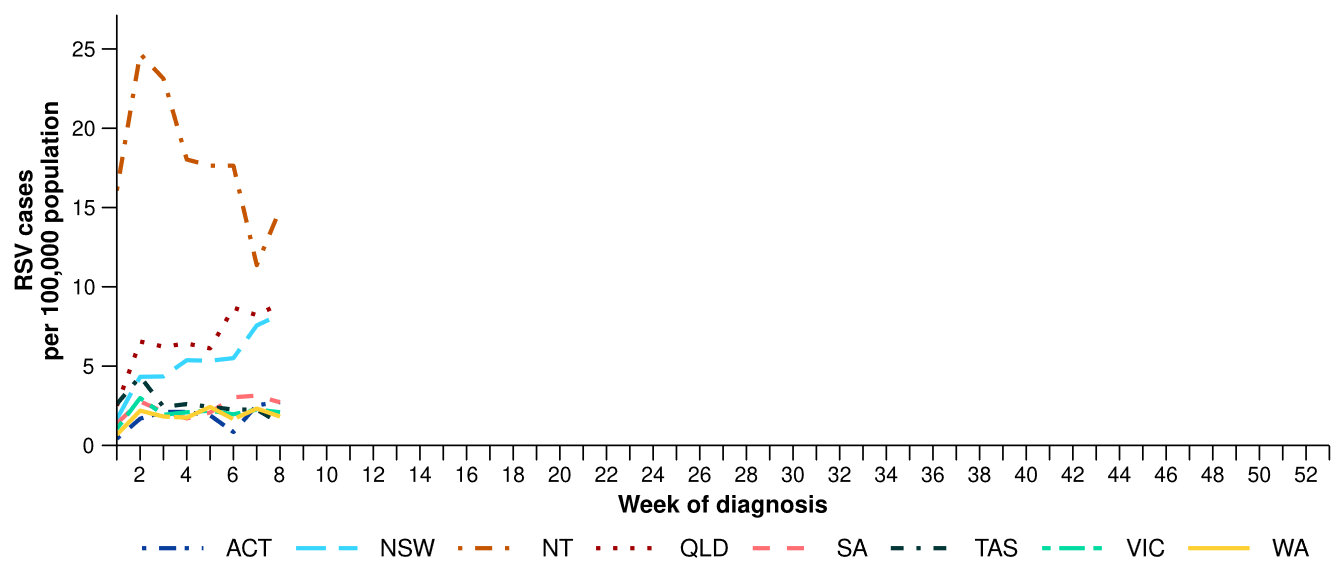 RSV cases
per 100,000 population
25
20
15
10
5
0
2 4 6 8 10 12 14 16 18 20 22 24 26 28 30 32 34 36 38 40 42 44 46 48 50 52
Week of diagnosis
ACT NSW NT QLD SA TAS VIC WA